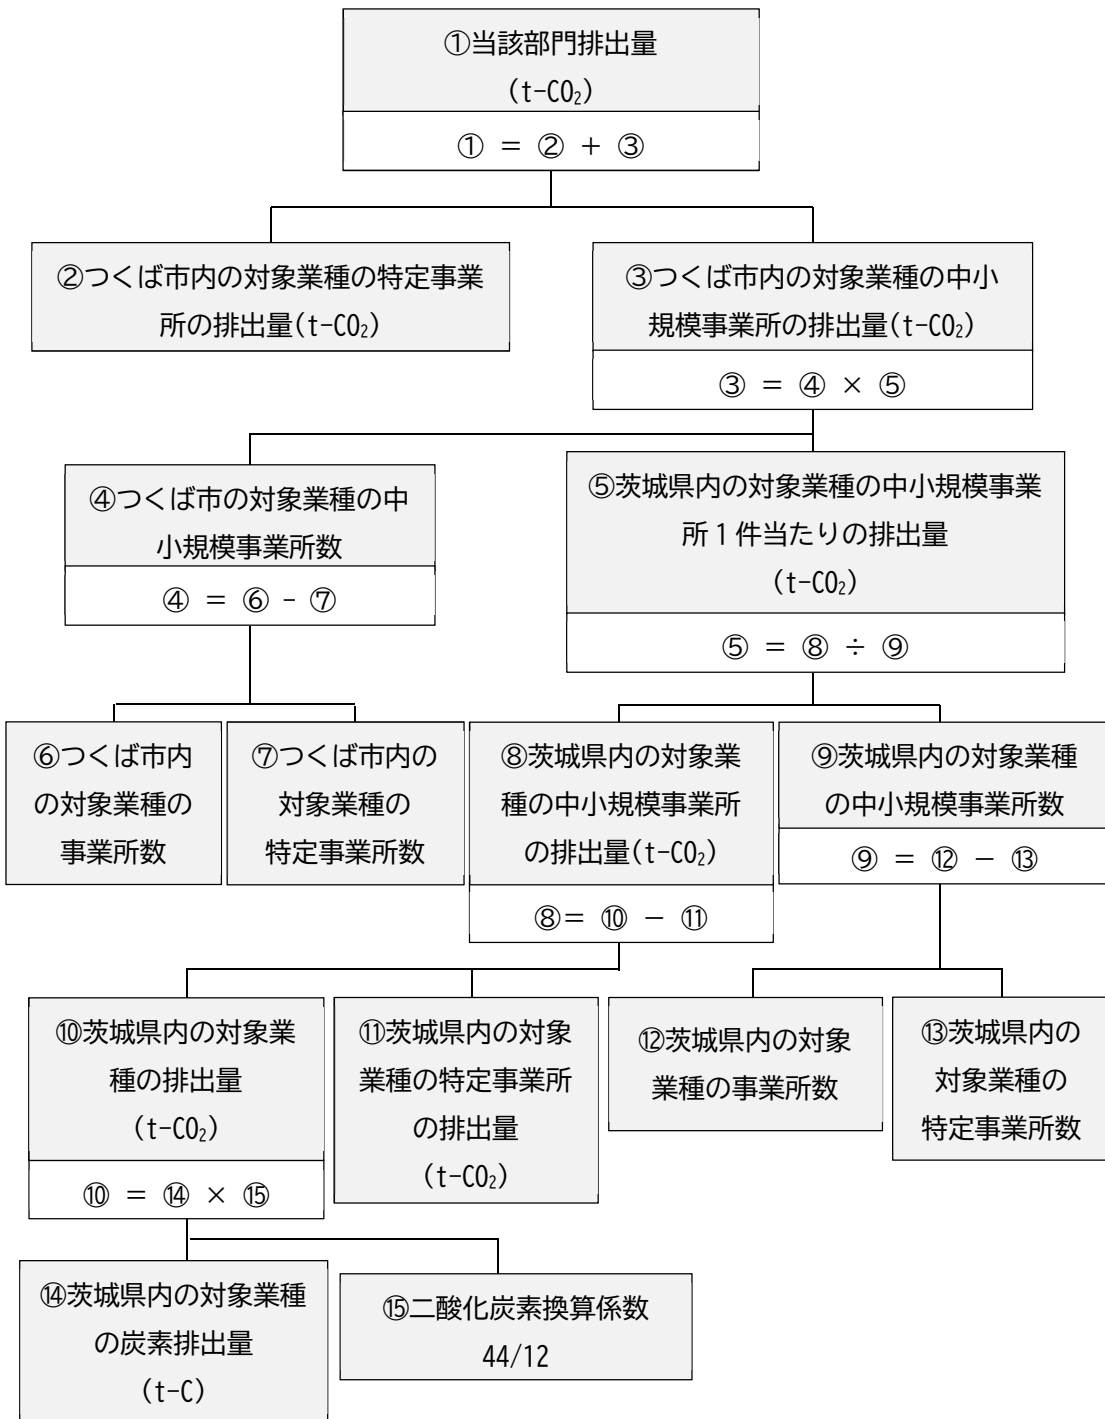 ①当該部門排出量
(t-CO₂)
① = ② + ③
②つくば市内の対象業種の特定事業
所の排出量(t-CO₂)
③つくば市内の対象業種の中小
規模事業所の排出量(t-CO₂)
③ = ④ × ⑤
④つくば市の対象業種の中
小規模事業所数
④ = ⑥ - ⑦
⑤茨城県内の対象業種の中小規模事業
所１件当たりの排出量
(t-CO₂)
⑤ = ⑧ ÷ ⑨
⑥つくば市内
の対象業種の
事業所数
⑦つくば市内の
対象業種の
特定事業所数
⑧茨城県内の対象業
種の中小規模事業所
の排出量(t-CO₂)
⑧= ⑩ − ⑪
⑨茨城県内の対象業種
の中小規模事業所数
⑨ = ⑫ − ⑬
⑩茨城県内の対象業
種の排出量
(t-CO₂)
⑩ = ⑭ × ⑮
⑪茨城県内の対象
業種の特定事業所
の排出量
(t-CO₂)
⑫茨城県内の対象
業種の事業所数
⑬茨城県内の
対象業種の
特定事業所数
⑭茨城県内の対象業種
の炭素排出量
(t-C)
⑮二酸化炭素換算係数
44/12